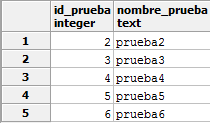 id_prueba nombre_prueba
integer text
1 2 prueba2
2 3 prueba3
3 4 prueba4
4 5 prueba5
5 6 prueba6